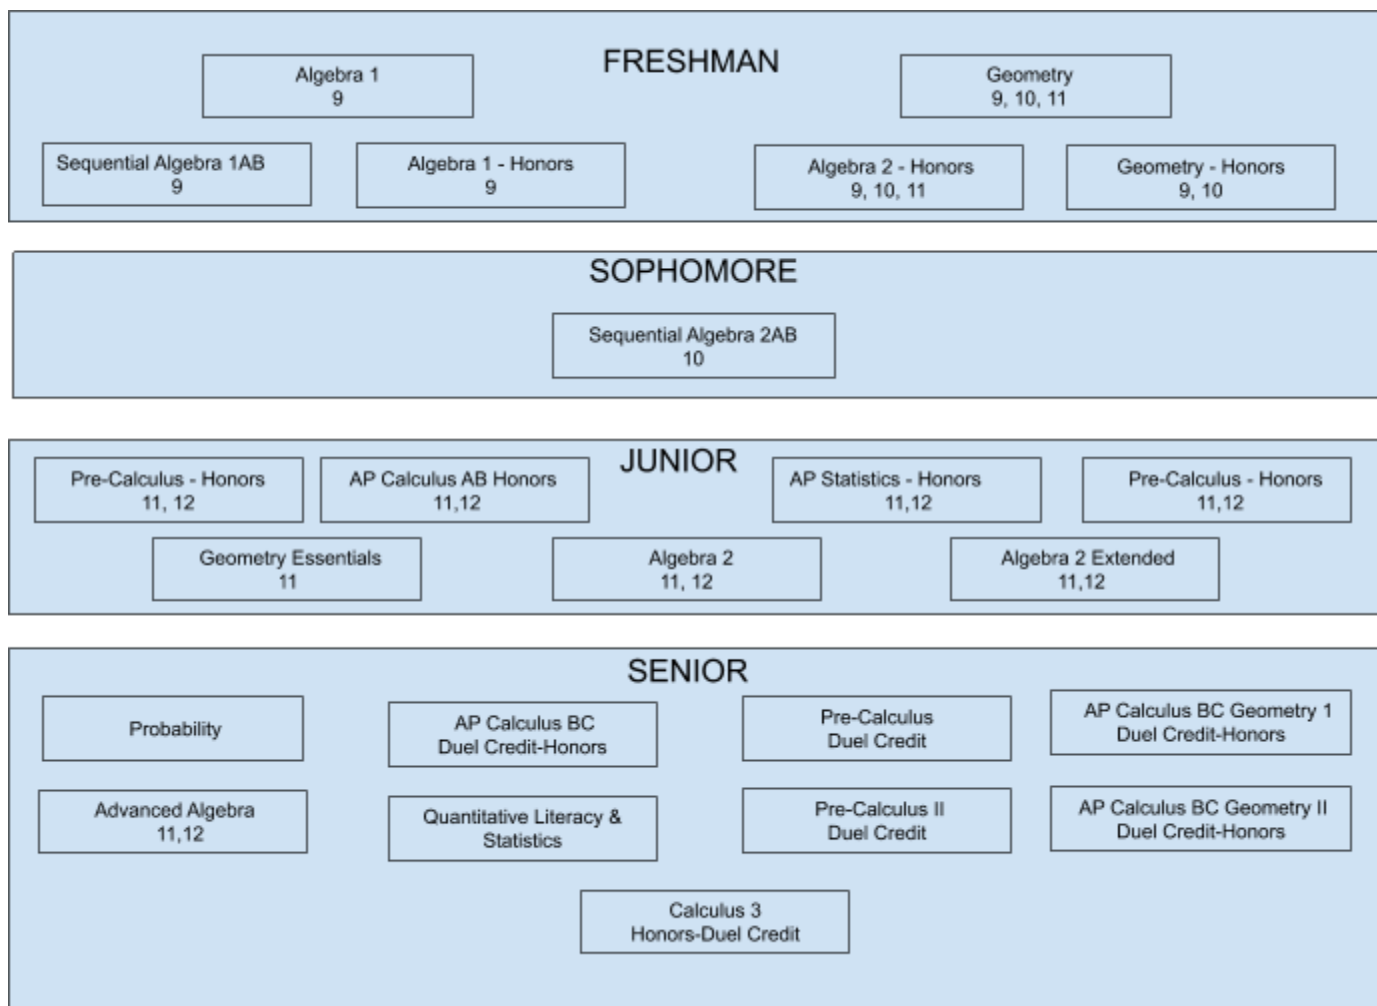 FRESHMAN
Algebra 1
9
Geometry
9, 10, 11
Sequential Algebra 1AB
9
Algebra 1 - Honors
9
Algebra 2 - Honors
9, 10, 11
Geometry - Honors
9, 10
SOPHOMORE
Sequential Algebra 2AB
10
JUNIOR
Pre-Calculus - Honors
11, 12
AP Calculus AB Honors
11,12
AP Statistics - Honors
11,12
Pre-Calculus - Honors
11,12
Geometry Essentials
11
Algebra 2
11, 12
Algebra 2 Extended
11,12
SENIOR
Probability
AP Calculus BC
Duel Credit-Honors
Pre-Calculus
Duel Credit
AP Calculus BC Geometry 1
Duel Credit-Honors
Advanced Algebra
11,12
Quantitative Literacy &
Statistics
Pre-Calculus II
Duel Credit
AP Calculus BC Geometry II
Duel Credit-Honors
Calculus 3
Honors-Duel Credit